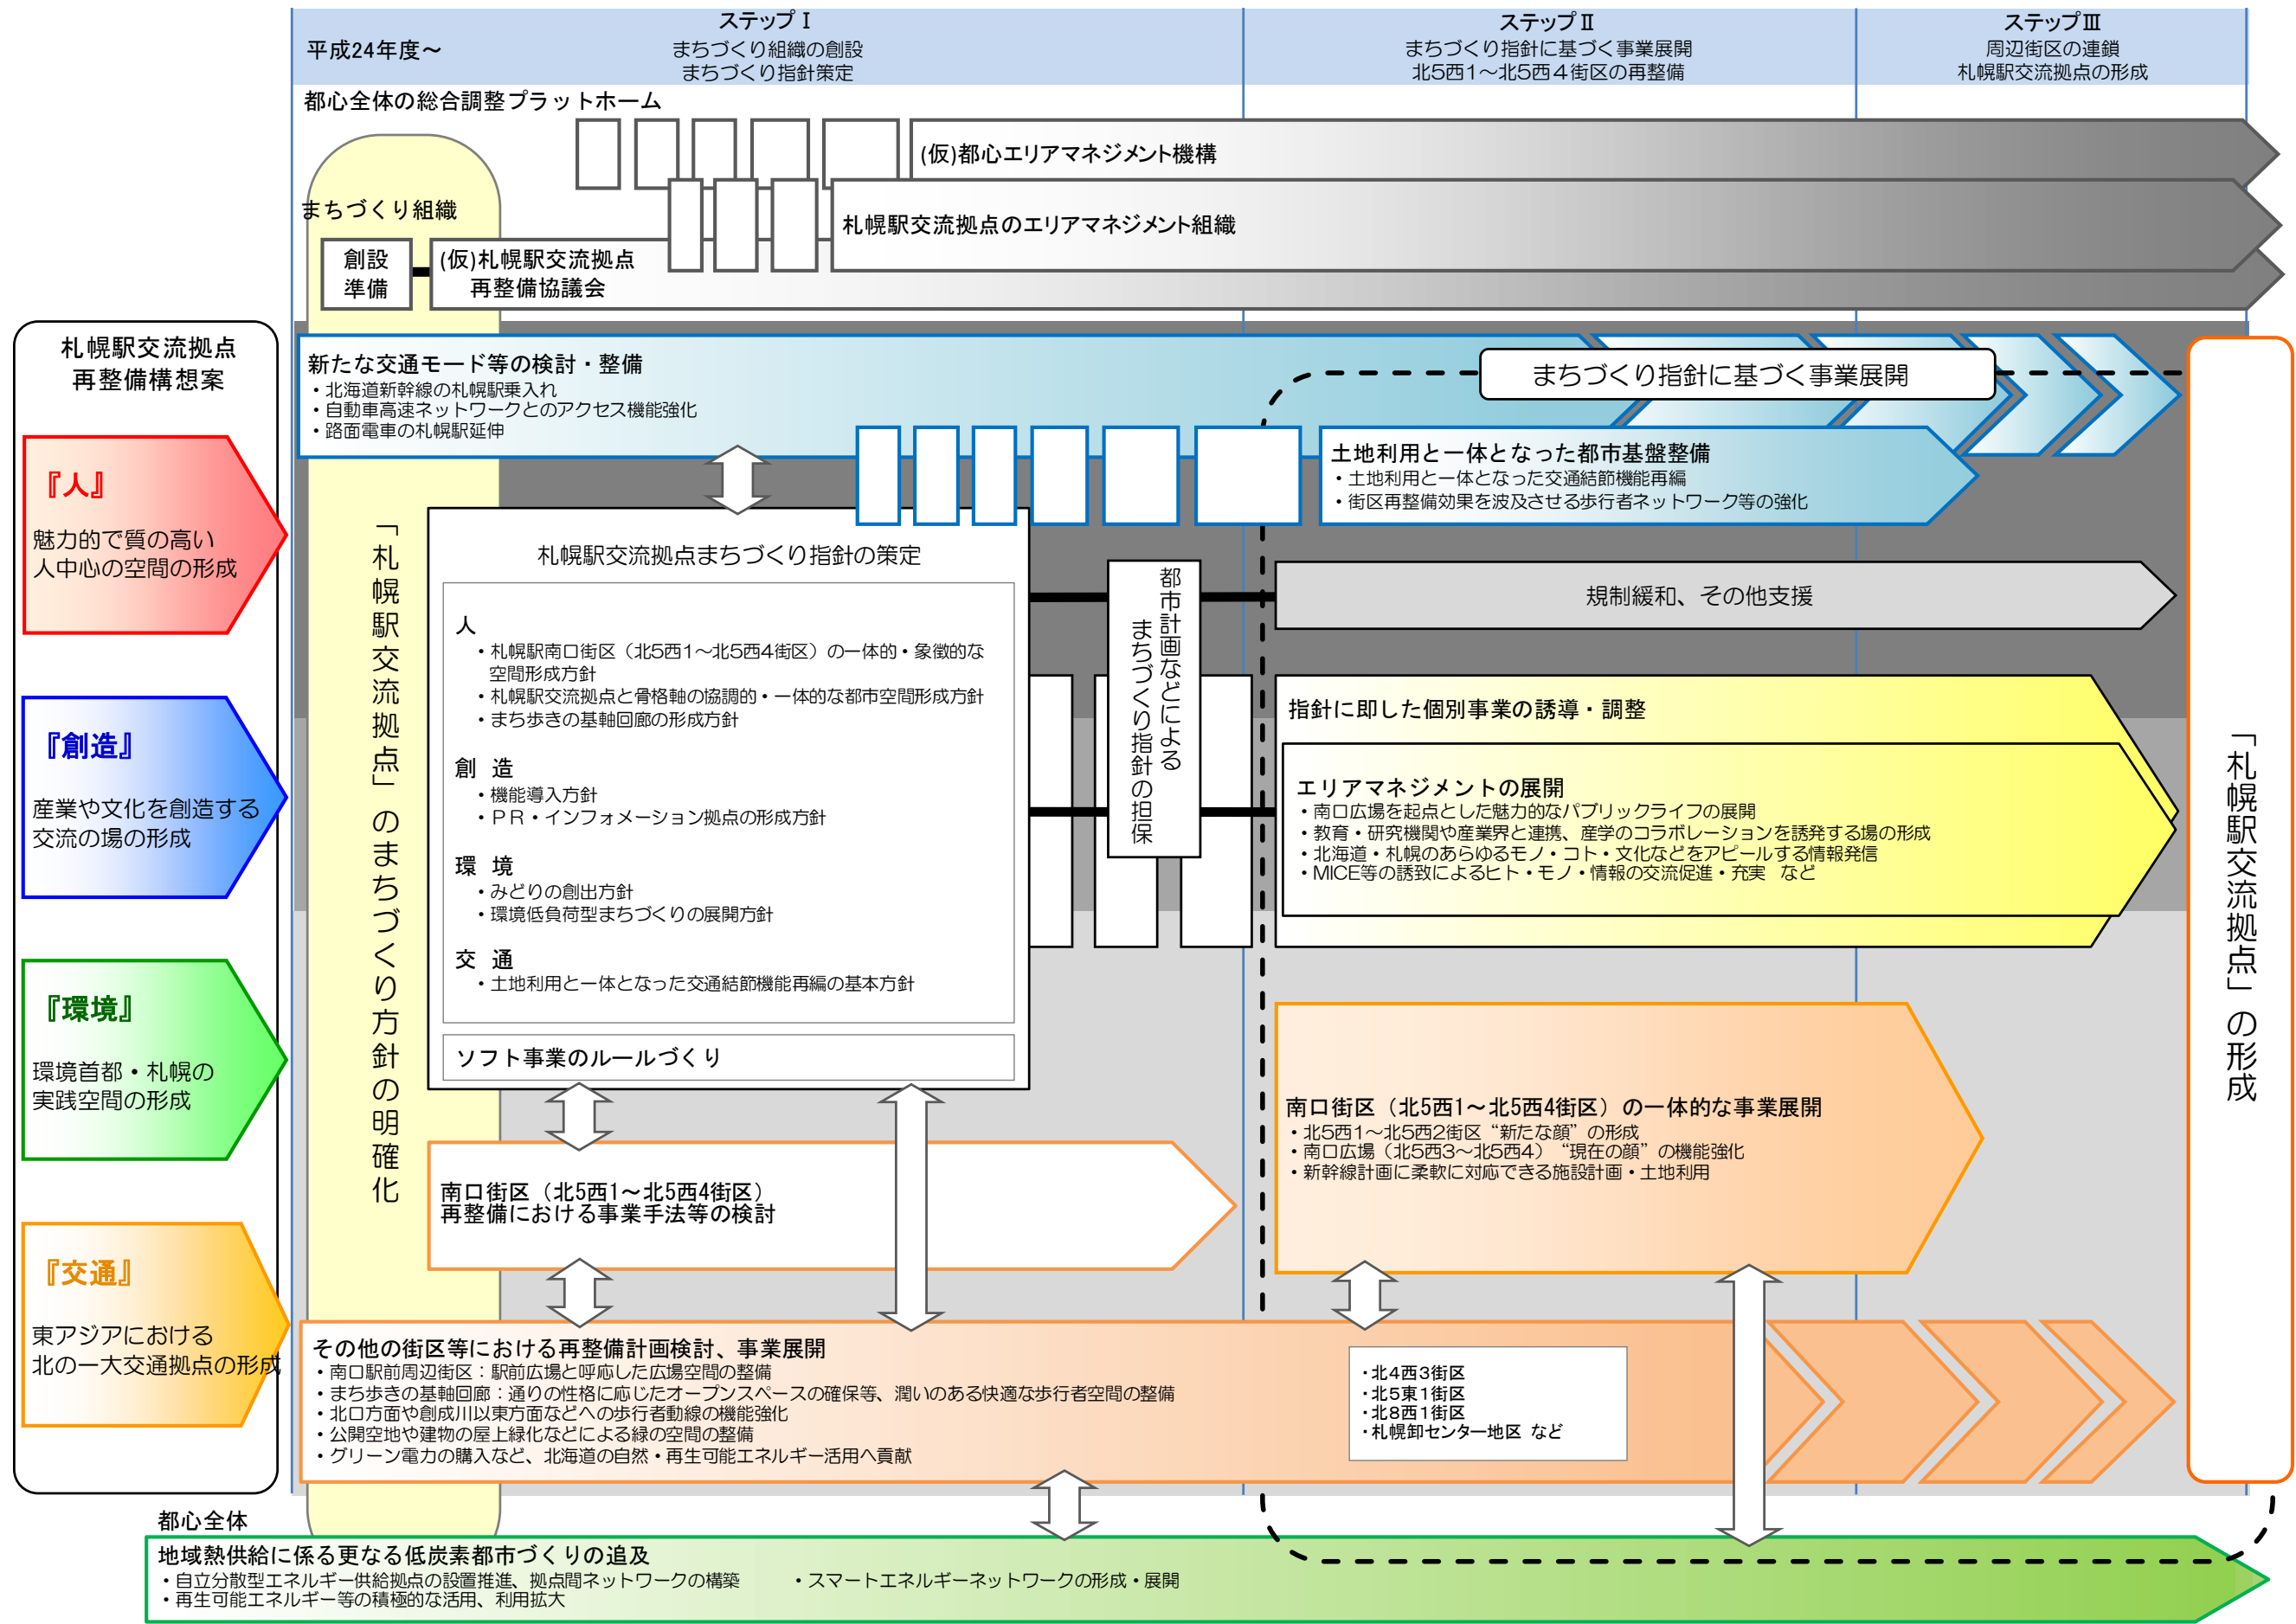 ステップⅠ
まちづくり組織の創設
まちづくり指針策定
平成24年度～
ステップⅡ
まちづくり指針に基づく事業展開
北5西1～北5西４街区の再整備
ステップⅢ
周辺街区の連鎖
札幌駅交流拠点の形成
都心全体の総合調整プラットホーム
(仮)都心エリアマネジメント機構
まちづくり組織
札幌駅交流拠点のエリアマネジメント組織
創設
準備
(仮)札幌駅交流拠点
再整備協議会
札幌駅交流拠点
再整備構想案
『人』
魅力的で質の高い
人中心の空間の形成
『創造』
産業や文化を創造する
交流の場の形成
『環境』
環境首都・札幌の
実践空間の形成
『交通』
東アジアにおける
北の一大交通拠点の形成
新たな交通モード等の検討・整備
・北海道新幹線の札幌駅乗入れ
・自動車高速ネットワークとのアクセス機能強化
・路面電車の札幌駅延伸
まちづくり指針に基づく事業展開
土地利用と一体となった都市基盤整備
・土地利用と一体となった交通結節機能再編
・街区再整備効果を波及させる歩行者ネットワーク等の強化
「札幌駅交流拠点」のまちづくり方針の明確化
札幌駅交流拠点まちづくり指針の策定
人
・札幌駅南口街区（北5西1～北5西4街区）の一体的・象徴的な
空間形成方針
・札幌駅交流拠点と骨格軸の協調的・一体的な都市空間形成方針
・まち歩きの基軸回廊の形成方針
創 造
・機能導入方針
・ＰＲ・インフォメーション拠点の形成方針
環 境
・みどりの創出方針
・環境低負荷型まちづくりの展開方針
交 通
・土地利用と一体となった交通結節機能再編の基本方針
ソフト事業のルールづくり
都市計画などによる
まちづくり指針の担保
規制緩和、その他支援
指針に即した個別事業の誘導・調整
エリアマネジメントの展開
・南口広場を起点とした魅力的なパブリックライフの展開
・教育・研究機関や産業界と連携、産学のコラボレーションを誘発する場の形成
・北海道・札幌のあらゆるモノ・コト・文化などをアピールする情報発信
・MICE等の誘致によるヒト・モノ・情報の交流促進・充実 など
「札幌駅交流拠点」の形成
南口街区（北5西1～北5西4街区）
再整備における事業手法等の検討
南口街区（北5西1～北5西4街区）の一体的な事業展開
・北5西1～北5西2街区“新たな顔”の形成
・南口広場（北5西3～北5西4）“現在の顔”の機能強化
・新幹線計画に柔軟に対応できる施設計画・土地利用
その他の街区等における再整備計画検討、事業展開
・南口駅前周辺街区：駅前広場と呼応した広場空間の整備
・まち歩きの基軸回廊：通りの性格に応じたオープンスペースの確保等、潤いのある快適な歩行者空間の整備
・北口方面や創成川以東方面などへの歩行者動線の機能強化
・公開空地や建物の屋上緑化などによる緑の空間の整備
・グリーン電力の購入など、北海道の自然・再生可能エネルギー活用へ貢献
・北4西3街区
・北5東1街区
・北8西1街区
・札幌卸センター地区 など
都心全体
地域熱供給に係る更なる低炭素都市づくりの追及
・自立分散型エネルギー供給拠点の設置推進、拠点間ネットワークの構築 ・スマートエネルギーネットワークの形成・展開
・再生可能エネルギー等の積極的な活用、利用拡大